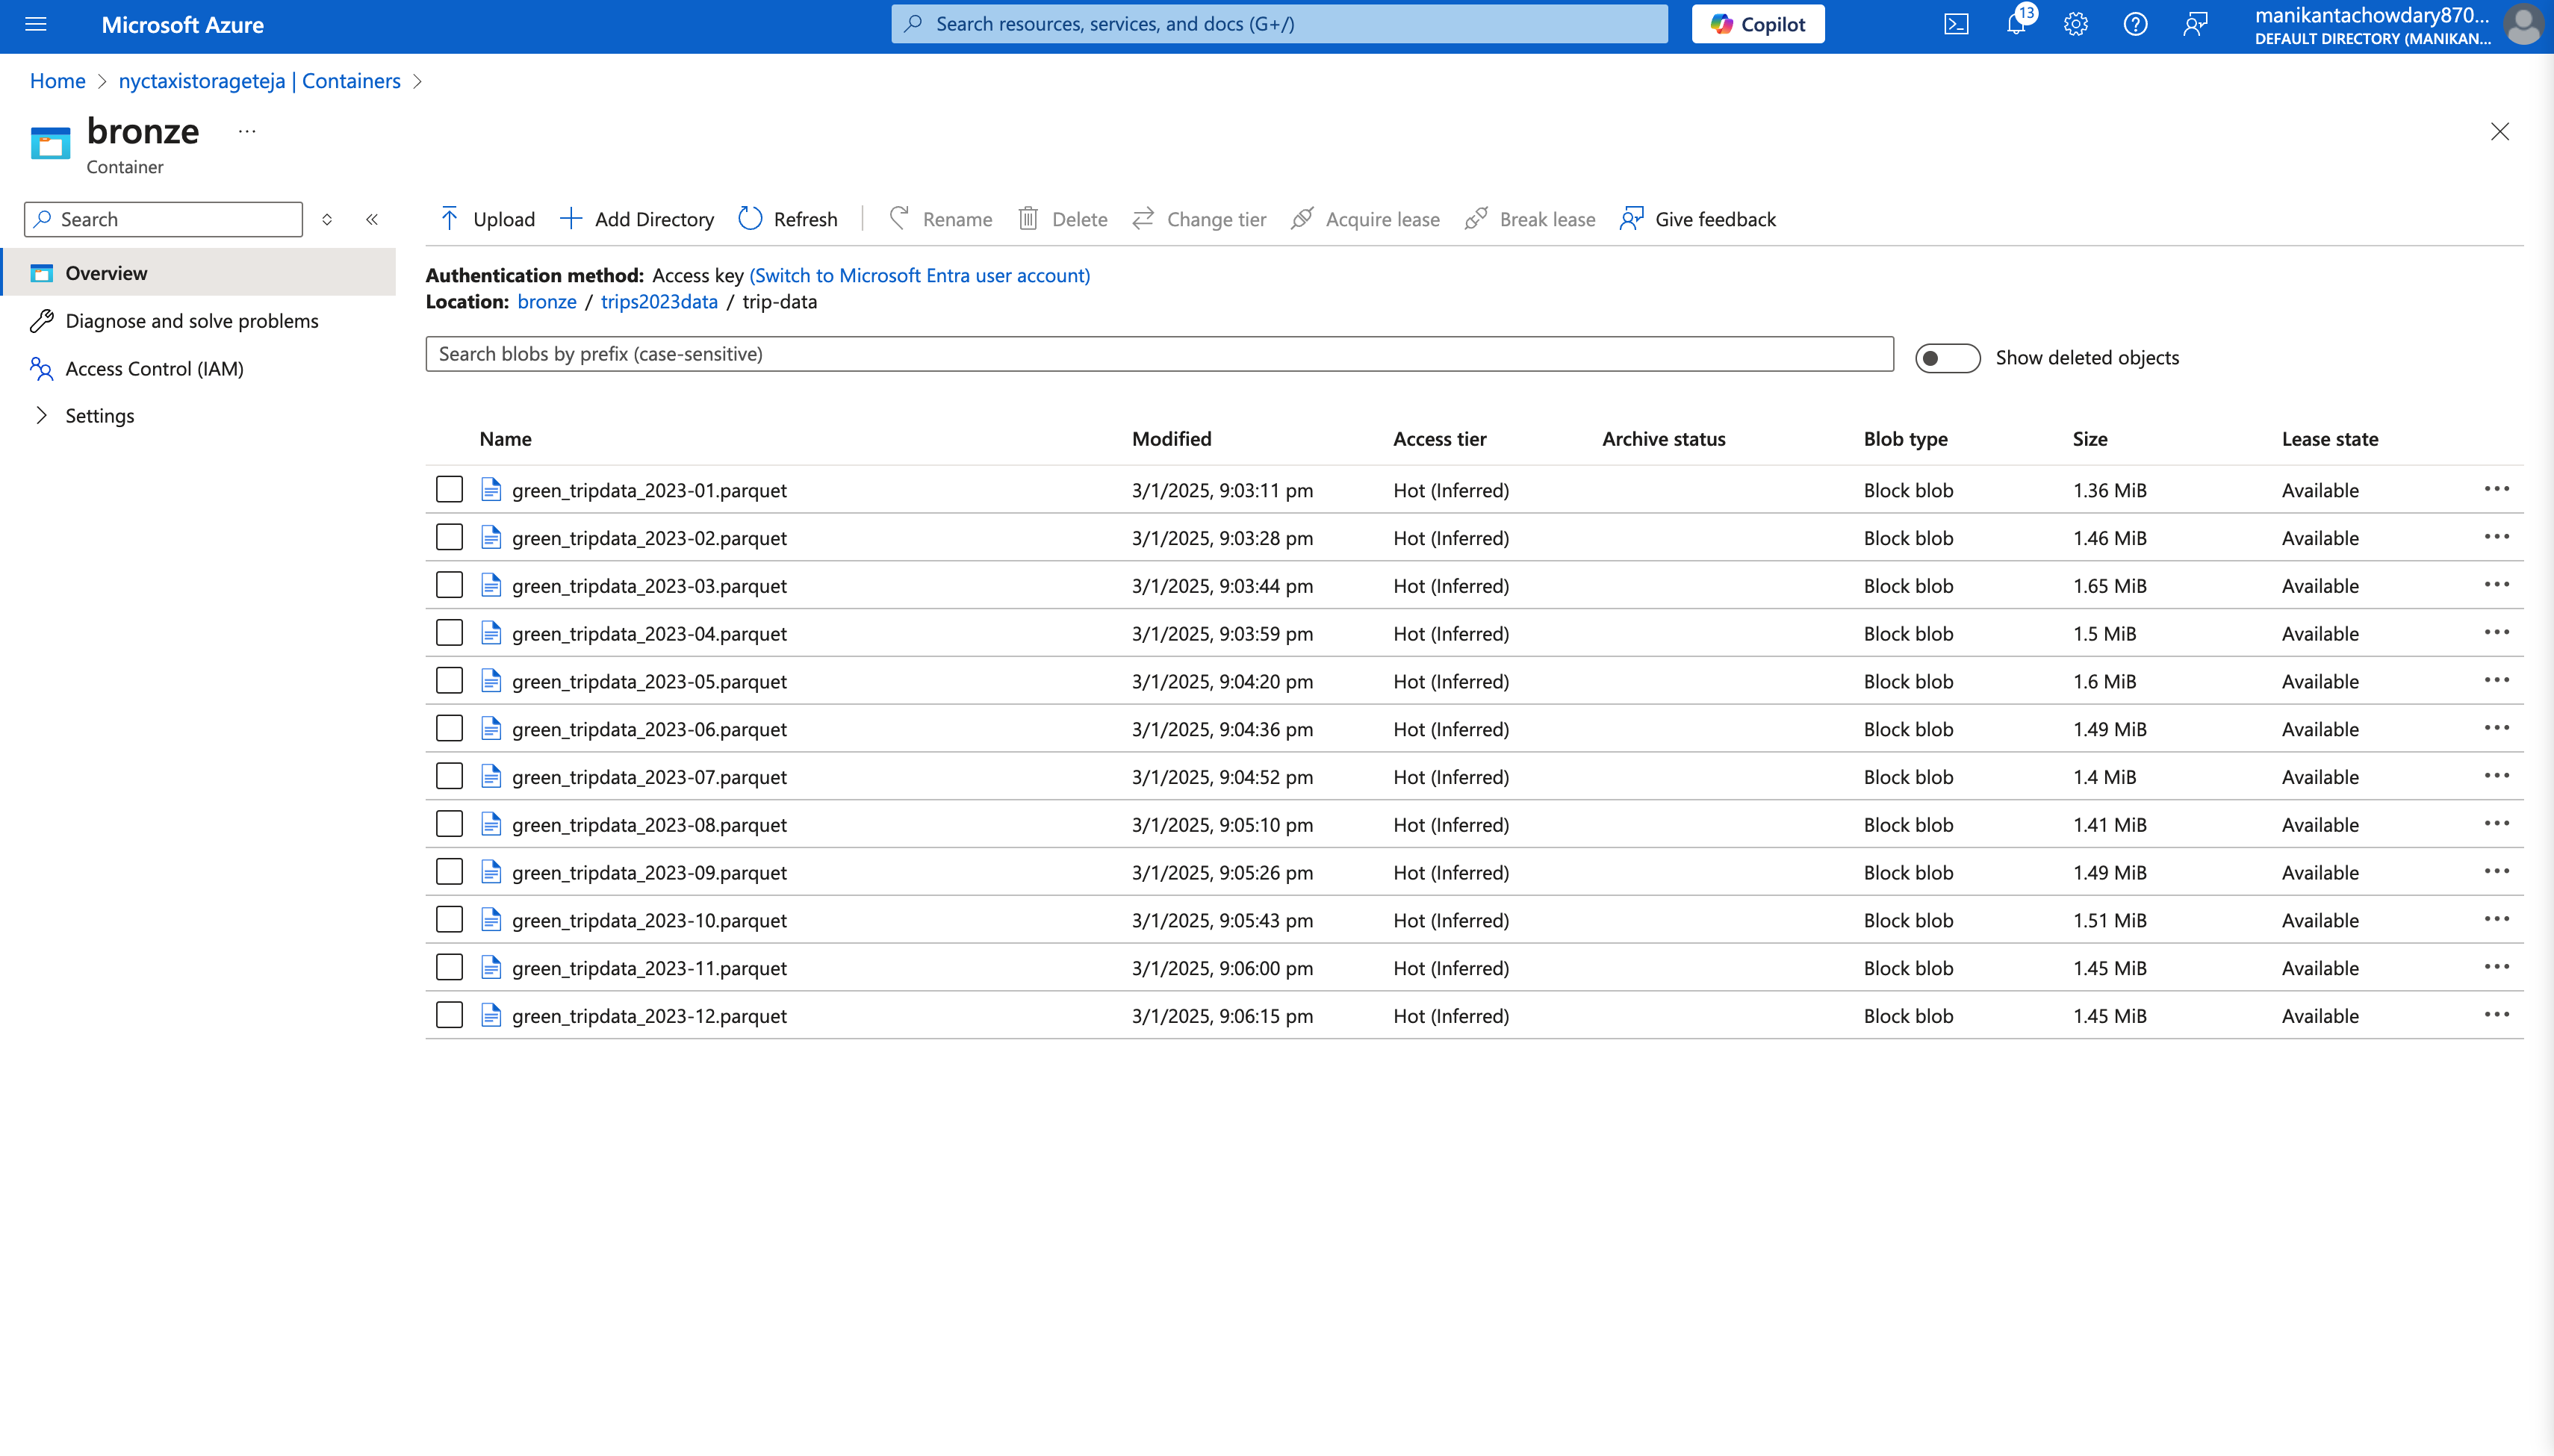 Microsoft Azure
Search resources, services, and docs (G+/)
Copilot
13
manikantachowdary870...
DEFAULT DIRECTORY (MANIKAN...
Home > nyctaxistorageteja | Containers >
bronze ...
Container
Search
Overview
Diagnose and solve problems
Access Control (IAM)
Settings
Upload Add Directory Refresh Rename Delete Change tier Acquire lease Break lease Give feedback
Authentication method: Access key (Switch to Microsoft Entra user account)
Location: bronze / trips2023data / trip-data
Search blobs by prefix (case-sensitive)
Show deleted objects
Name Modified Access tier Archive status Blob type Size Lease state
green_tripdata_2023-01.parquet 3/1/2025, 9:03:11 pm Hot (Inferred) Block blob 1.36 MiB Available
green_tripdata_2023-02.parquet 3/1/2025, 9:03:28 pm Hot (Inferred) Block blob 1.46 MiB Available
green_tripdata_2023-03.parquet 3/1/2025, 9:03:44 pm Hot (Inferred) Block blob 1.65 MiB Available
green_tripdata_2023-04.parquet 3/1/2025, 9:03:59 pm Hot (Inferred) Block blob 1.5 MiB Available
green_tripdata_2023-05.parquet 3/1/2025, 9:04:20 pm Hot (Inferred) Block blob 1.6 MiB Available
green_tripdata_2023-06.parquet 3/1/2025, 9:04:36 pm Hot (Inferred) Block blob 1.49 MiB Available
green_tripdata_2023-07.parquet 3/1/2025, 9:04:52 pm Hot (Inferred) Block blob 1.4 MiB Available
green_tripdata_2023-08.parquet 3/1/2025, 9:05:10 pm Hot (Inferred) Block blob 1.41 MiB Available
green_tripdata_2023-09.parquet 3/1/2025, 9:05:26 pm Hot (Inferred) Block blob 1.49 MiB Available
green_tripdata_2023-10.parquet 3/1/2025, 9:05:43 pm Hot (Inferred) Block blob 1.51 MiB Available
green_tripdata_2023-11.parquet 3/1/2025, 9:06:00 pm Hot (Inferred) Block blob 1.45 MiB Available
green_tripdata_2023-12.parquet 3/1/2025, 9:06:15 pm Hot (Inferred) Block blob 1.45 MiB Available